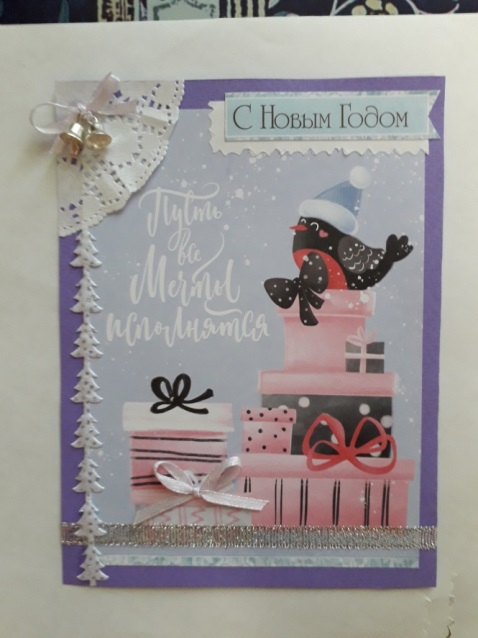 С Новым Годом
Пусть
все
Мечты
исполнятся